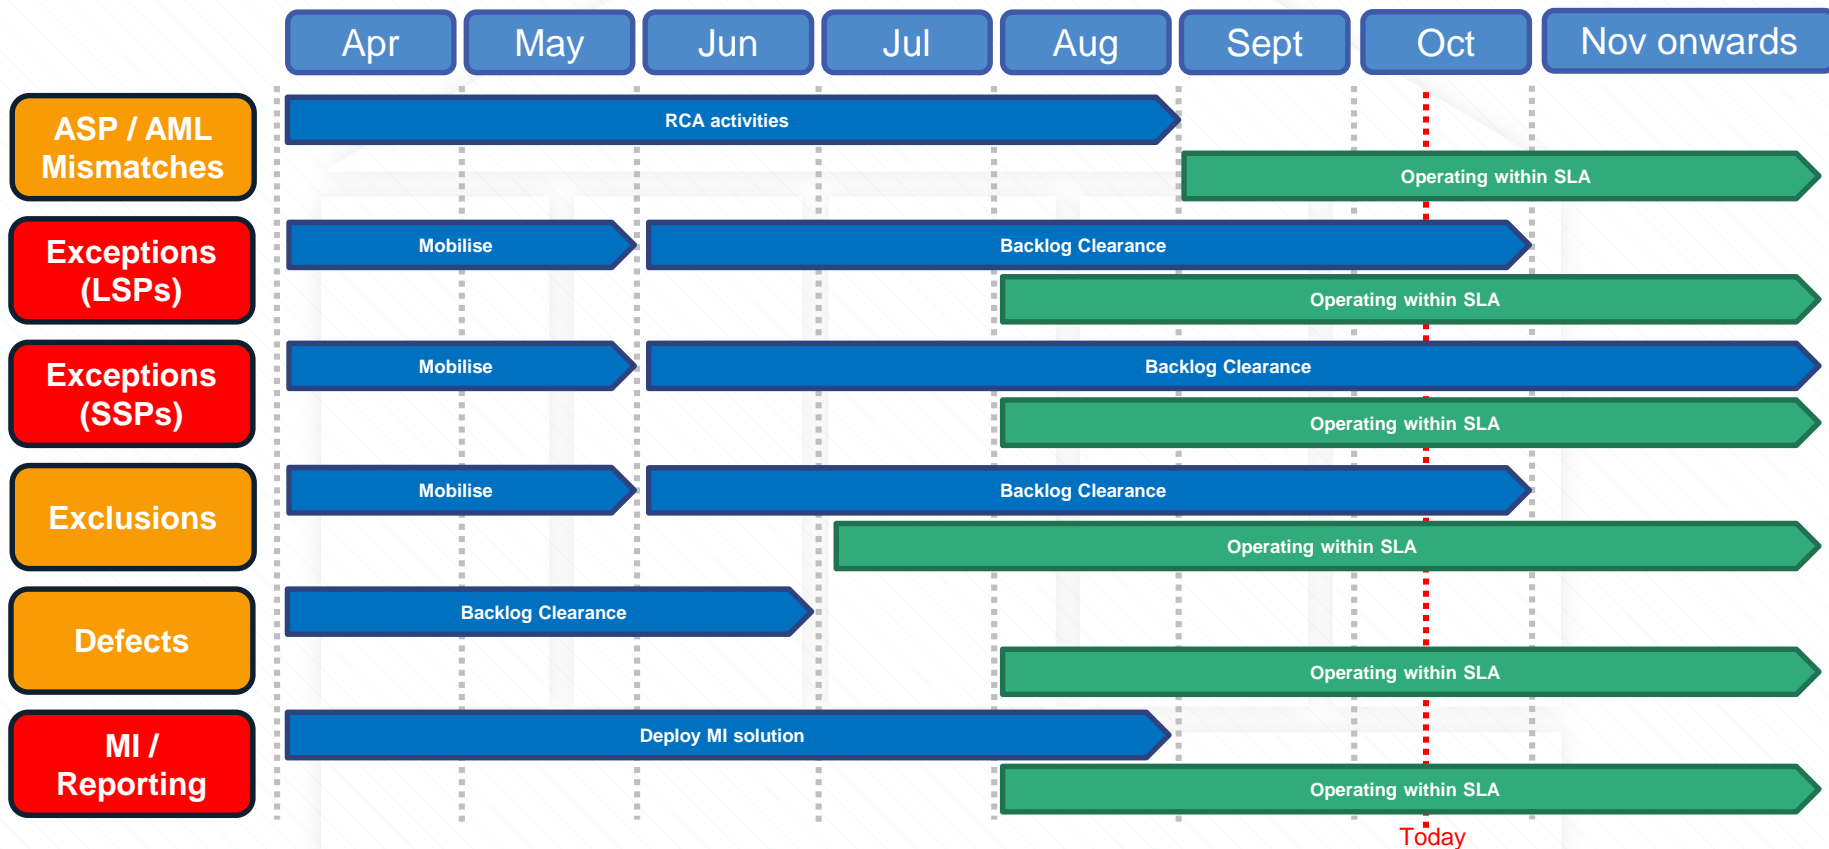 Apr
May
Jun
Jul
Aug
Sept
Oct
Nov onwards
ASP / AML
Mismatches
RCA activities
Operating within SLA
Exceptions
(LSPs)
Mobilise
Backlog Clearance
Operating within SLA
Exceptions
(SSPs)
Mobilise
Backlog Clearance
Operating within SLA
Exclusions
Mobilise
Backlog Clearance
Operating within SLA
Defects
Backlog Clearance
Operating within SLA
MI /
Reporting
Deploy MI solution
Operating within SLA
Today